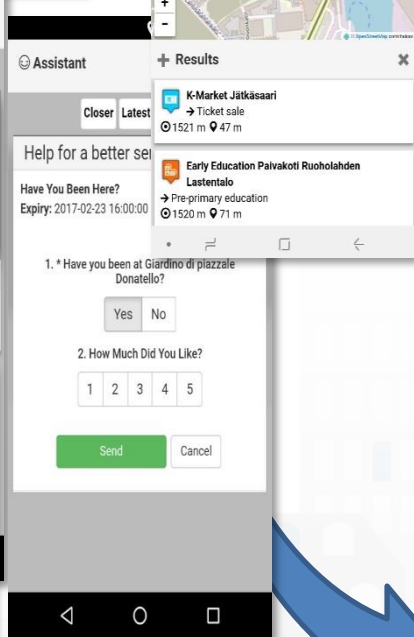 +
-
© OpenStreetMap contributors
Assistant
+ Results
×
K-Market Jätkäsaari
→ Ticket sale
1521 m 47 m
Early Education Paivakoti Ruoholahden
Lastentalo
→ Pre-primary education
1520 m 71 m
Closer Latest
Help for a better ser
Have You Been Here?
Expiry: 2017-02-23 16:00:00
1. * Have you been at Giardino di piazzale
Donatello?
Yes No
2. How Much Did You Like?
1 2 3 4 5
Send Cancel